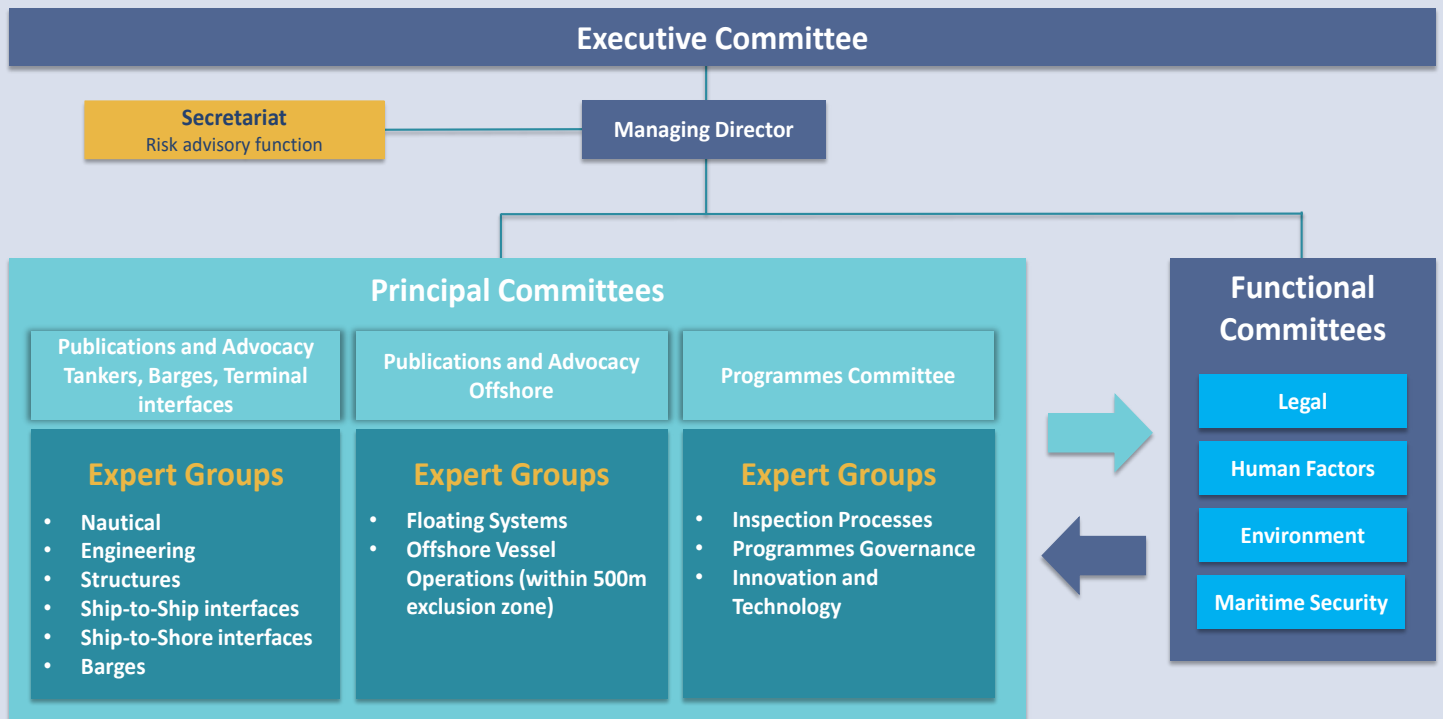 Executive Committee
Secretariat
Risk advisory function
Managing Director
Principal Committees
Publications and Advocacy
Tankers, Barges, Terminal
interfaces
Publications and Advocacy
Offshore
Programmes Committee
Expert Groups
• Nautical
• Engineering
• Structures
• Ship-to-Ship interfaces
• Ship-to-Shore interfaces
• Barges
Expert Groups
• Floating Systems
• Offshore Vessel
Operations (within 500m
exclusion zone)
Expert Groups
• Inspection Processes
• Programmes Governance
• Innovation and
Technology
Functional
Committees
Legal
Human Factors
Environment
Maritime Security